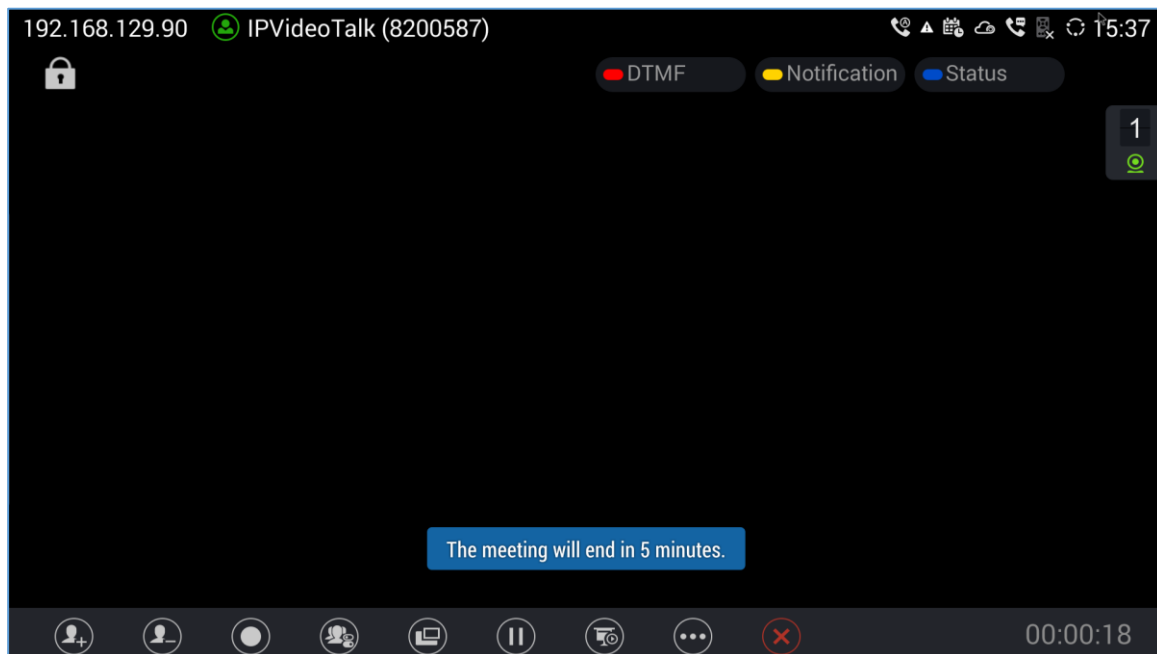 192.168.129.90 IPVideoTalk (8200587) 15:37
DTMF Notification Status
1
The meeting will end in 5 minutes.
00:00:18